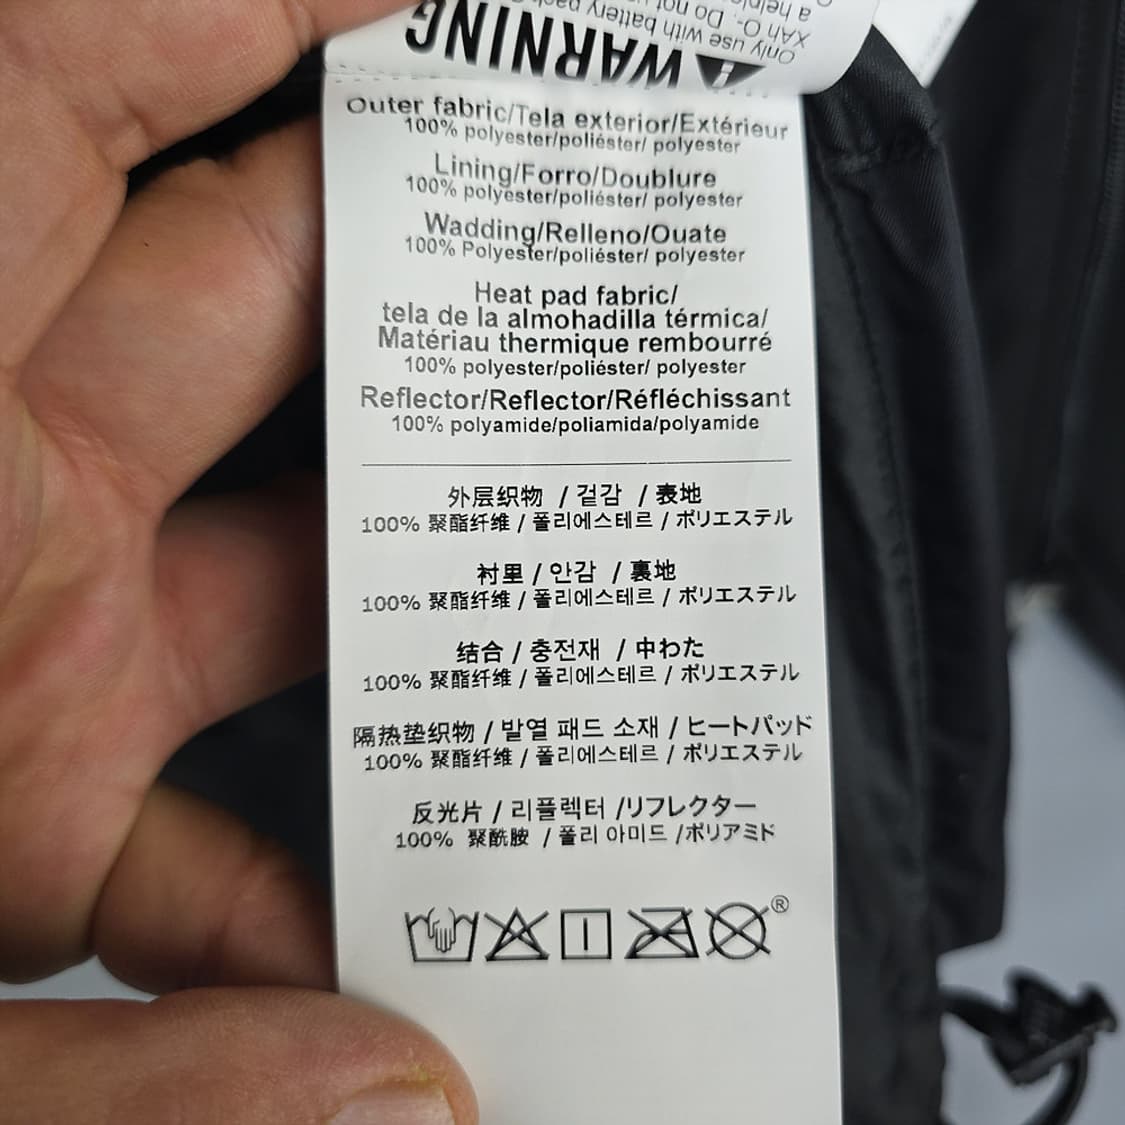 WARNING
Only use with battery
xAh O. Do not
Outer fabric/Tela exterior/Extérieur
100% polyester/poliéster/ polyester
Lining/Forro/Doublure
100% polyester/poliéster/ polyester
Wadding/Relleno/Ouate
100% Polyester/poliéster/ polyester
Heat pad fabric/
tela de la almohadilla térmica/
Matériau thermique rembourré
100% polyester/poliéster/ polyester
Reflector/Reflector/Réfléchissant
100% polyamide/poliamida/polyamide
外层织物 / 겉감 / 表地
100% 聚酯纤维 / 폴리에스테르 / ポリエステル
衬里 / 안감 / 裏地
100% 聚酯纤维 / 폴리에스테르 / ポリエステル
结合 / 충전재 / 中わた
100% 聚酯纤维 / 폴리에스테르 / ポリエステル
隔热垫织物 / 발열 패드 소재 / ヒートパッド
100% 聚酯纤维 / 폴리에스테르 / ポリエステル
反光片 / 리플렉터 /リフレクター
100% 聚酰胺 / 폴리 아미드 /ポリアミド
®